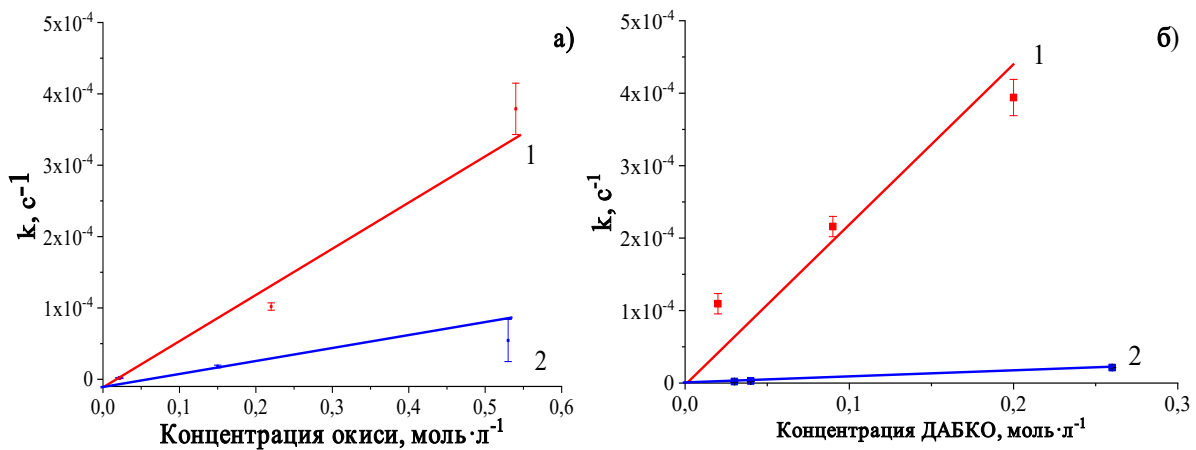 а)
k, с⁻¹
5x10⁻⁴
4x10⁻⁴
3x10⁻⁴
2x10⁻⁴
1x10⁻⁴
0
0,0 0,1 0,2 0,3 0,4 0,5 0,6
1
2
Концентрация окиси, моль·л⁻¹
б)
k, с⁻¹
5x10⁻⁴
4x10⁻⁴
3x10⁻⁴
2x10⁻⁴
1x10⁻⁴
0
0,0 0,1 0,2 0,3
1
2
Концентрация ДАБКО, моль·л⁻¹